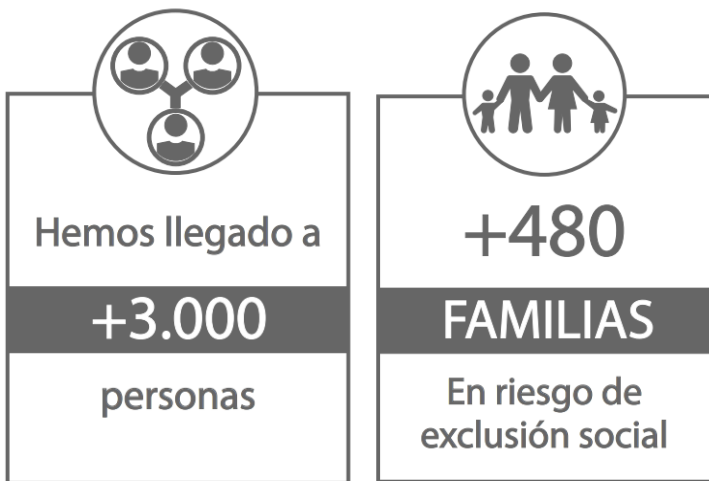 Hemos llegado a
+3.000
personas
+480
FAMILIAS
En riesgo de
exclusión social